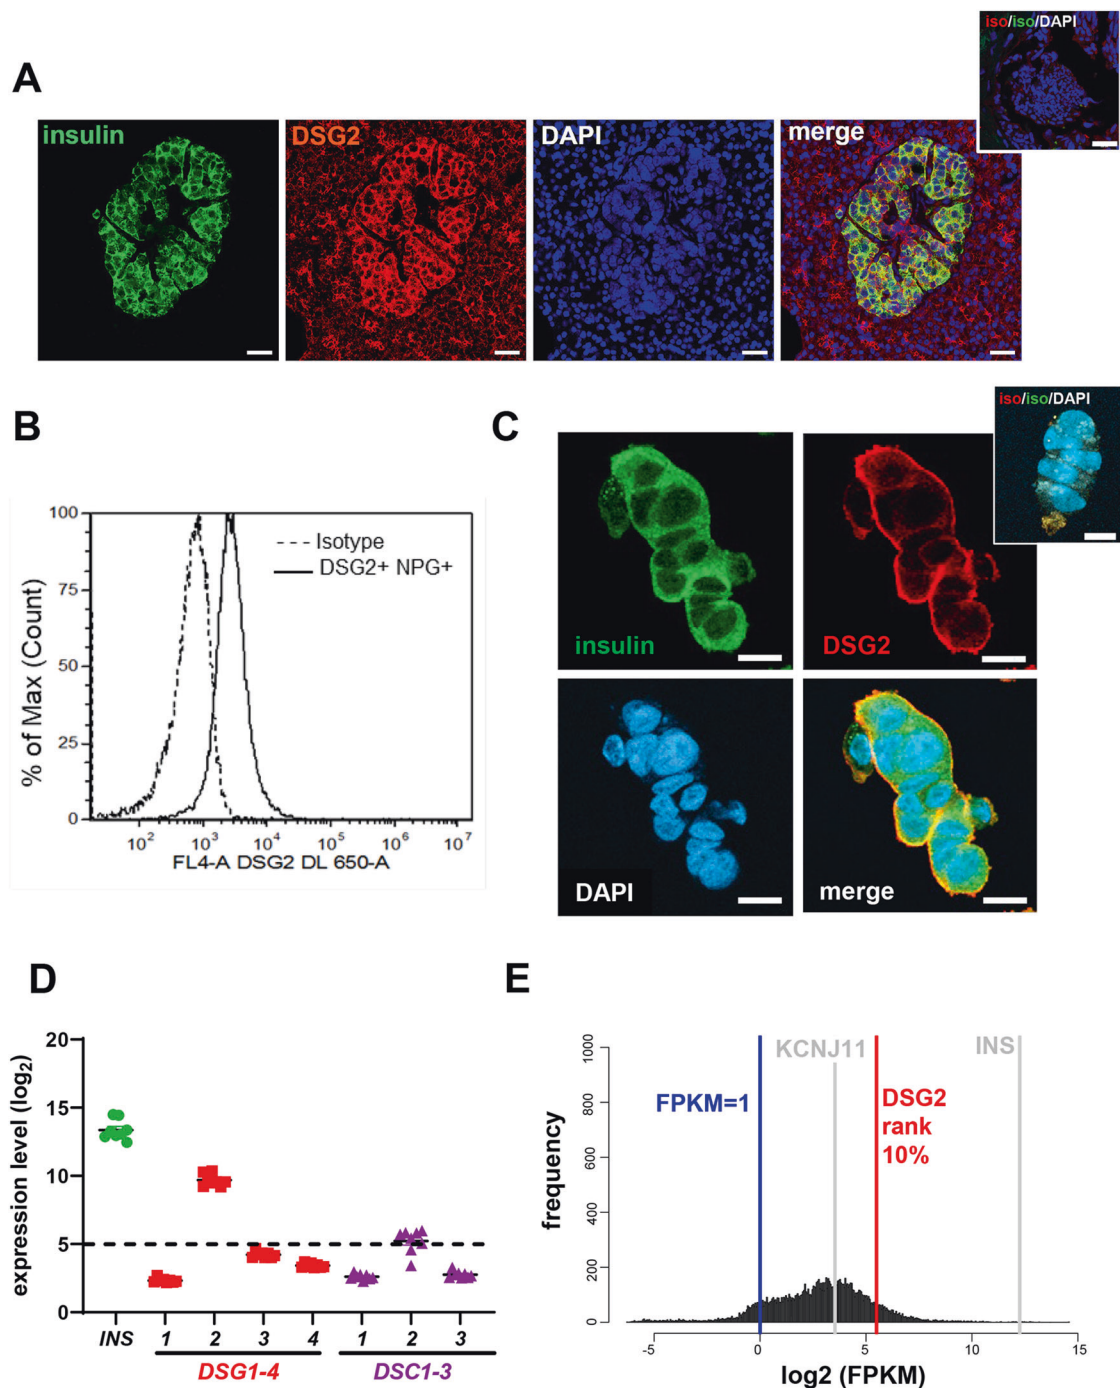 A
insulin
DSG2
DAPI
merge
iso/iso/DAPI
B
% of Max (Count)
100
75
50
25
0
Isotype
DSG2+ NPG+
10²
10³
10⁴
10⁵
10⁶
10⁷
FL4-A DSG2 DL 650-A
C
iso/iso/DAPI
insulin
DSG2
DAPI
merge
D
expression level (log₂)
20
15
10
5
0
INS
1
2
3
4
1
2
3
DSG1-4
DSC1-3
E
frequency
1000
800
600
400
200
0
FPKM=1
KCNJ11
DSG2
rank
10%
INS
-5
0
5
10
15
log2 (FPKM)